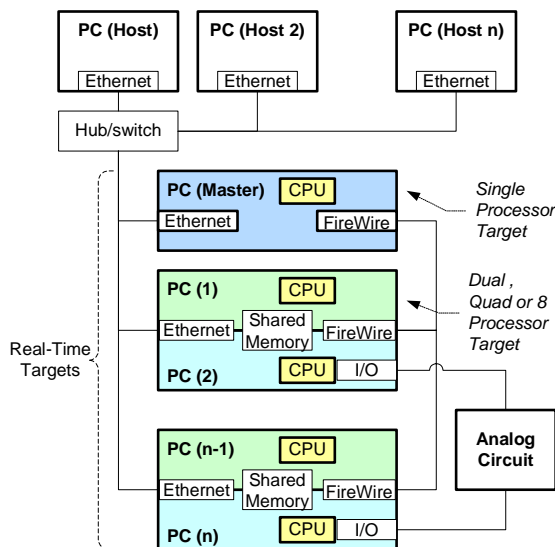 PC (Host)
PC (Host 2)
PC (Host n)
Ethernet
Ethernet
Ethernet
Hub/switch
PC (Master)
CPU
Ethernet
FireWire
Single
Processor
Target
PC (1)
CPU
Ethernet
Shared
Memory
FireWire
PC (2)
CPU
I/O
Dual ,
Quad or 8
Processor
Target
Real-Time
Targets
Analog
Circuit
PC (n-1)
CPU
Ethernet
Shared
Memory
FireWire
PC (n)
CPU
I/O